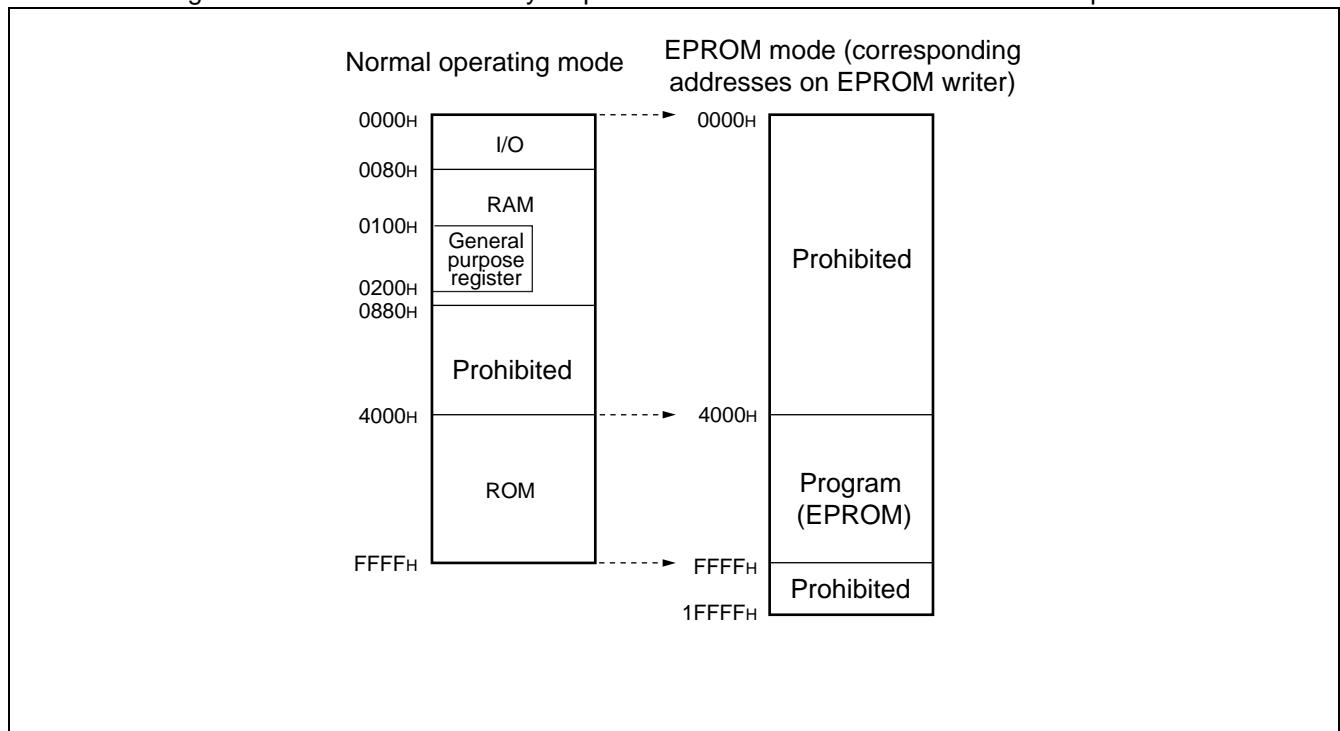 Normal operating mode
0000H
I/O
0080H
RAM
0100H
General
purpose
register
0200H
0880H
Prohibited
4000H
ROM
FFFFH
EPROM mode (corresponding
addresses on EPROM writer)
0000H
Prohibited
4000H
Program
(EPROM)
FFFFH
Prohibited
1FFFFH